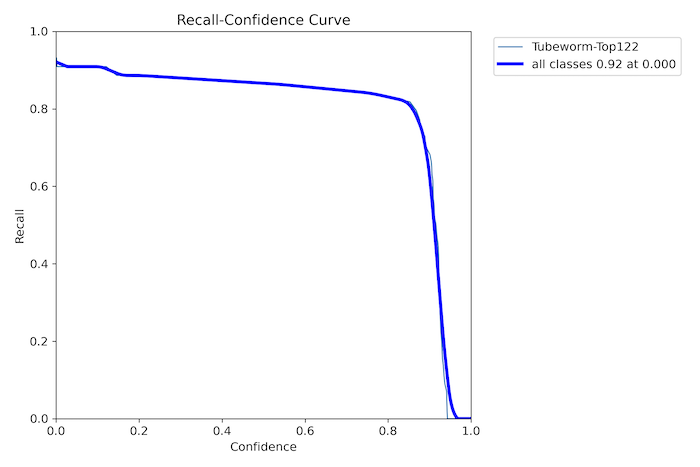 Recall-Confidence Curve
Tubeworm-Top122
all classes 0.92 at 0.000
1.0
0.8
0.6
0.4
0.2
0.0
Recall
0.0 0.2 0.4 0.6 0.8 1.0
Confidence